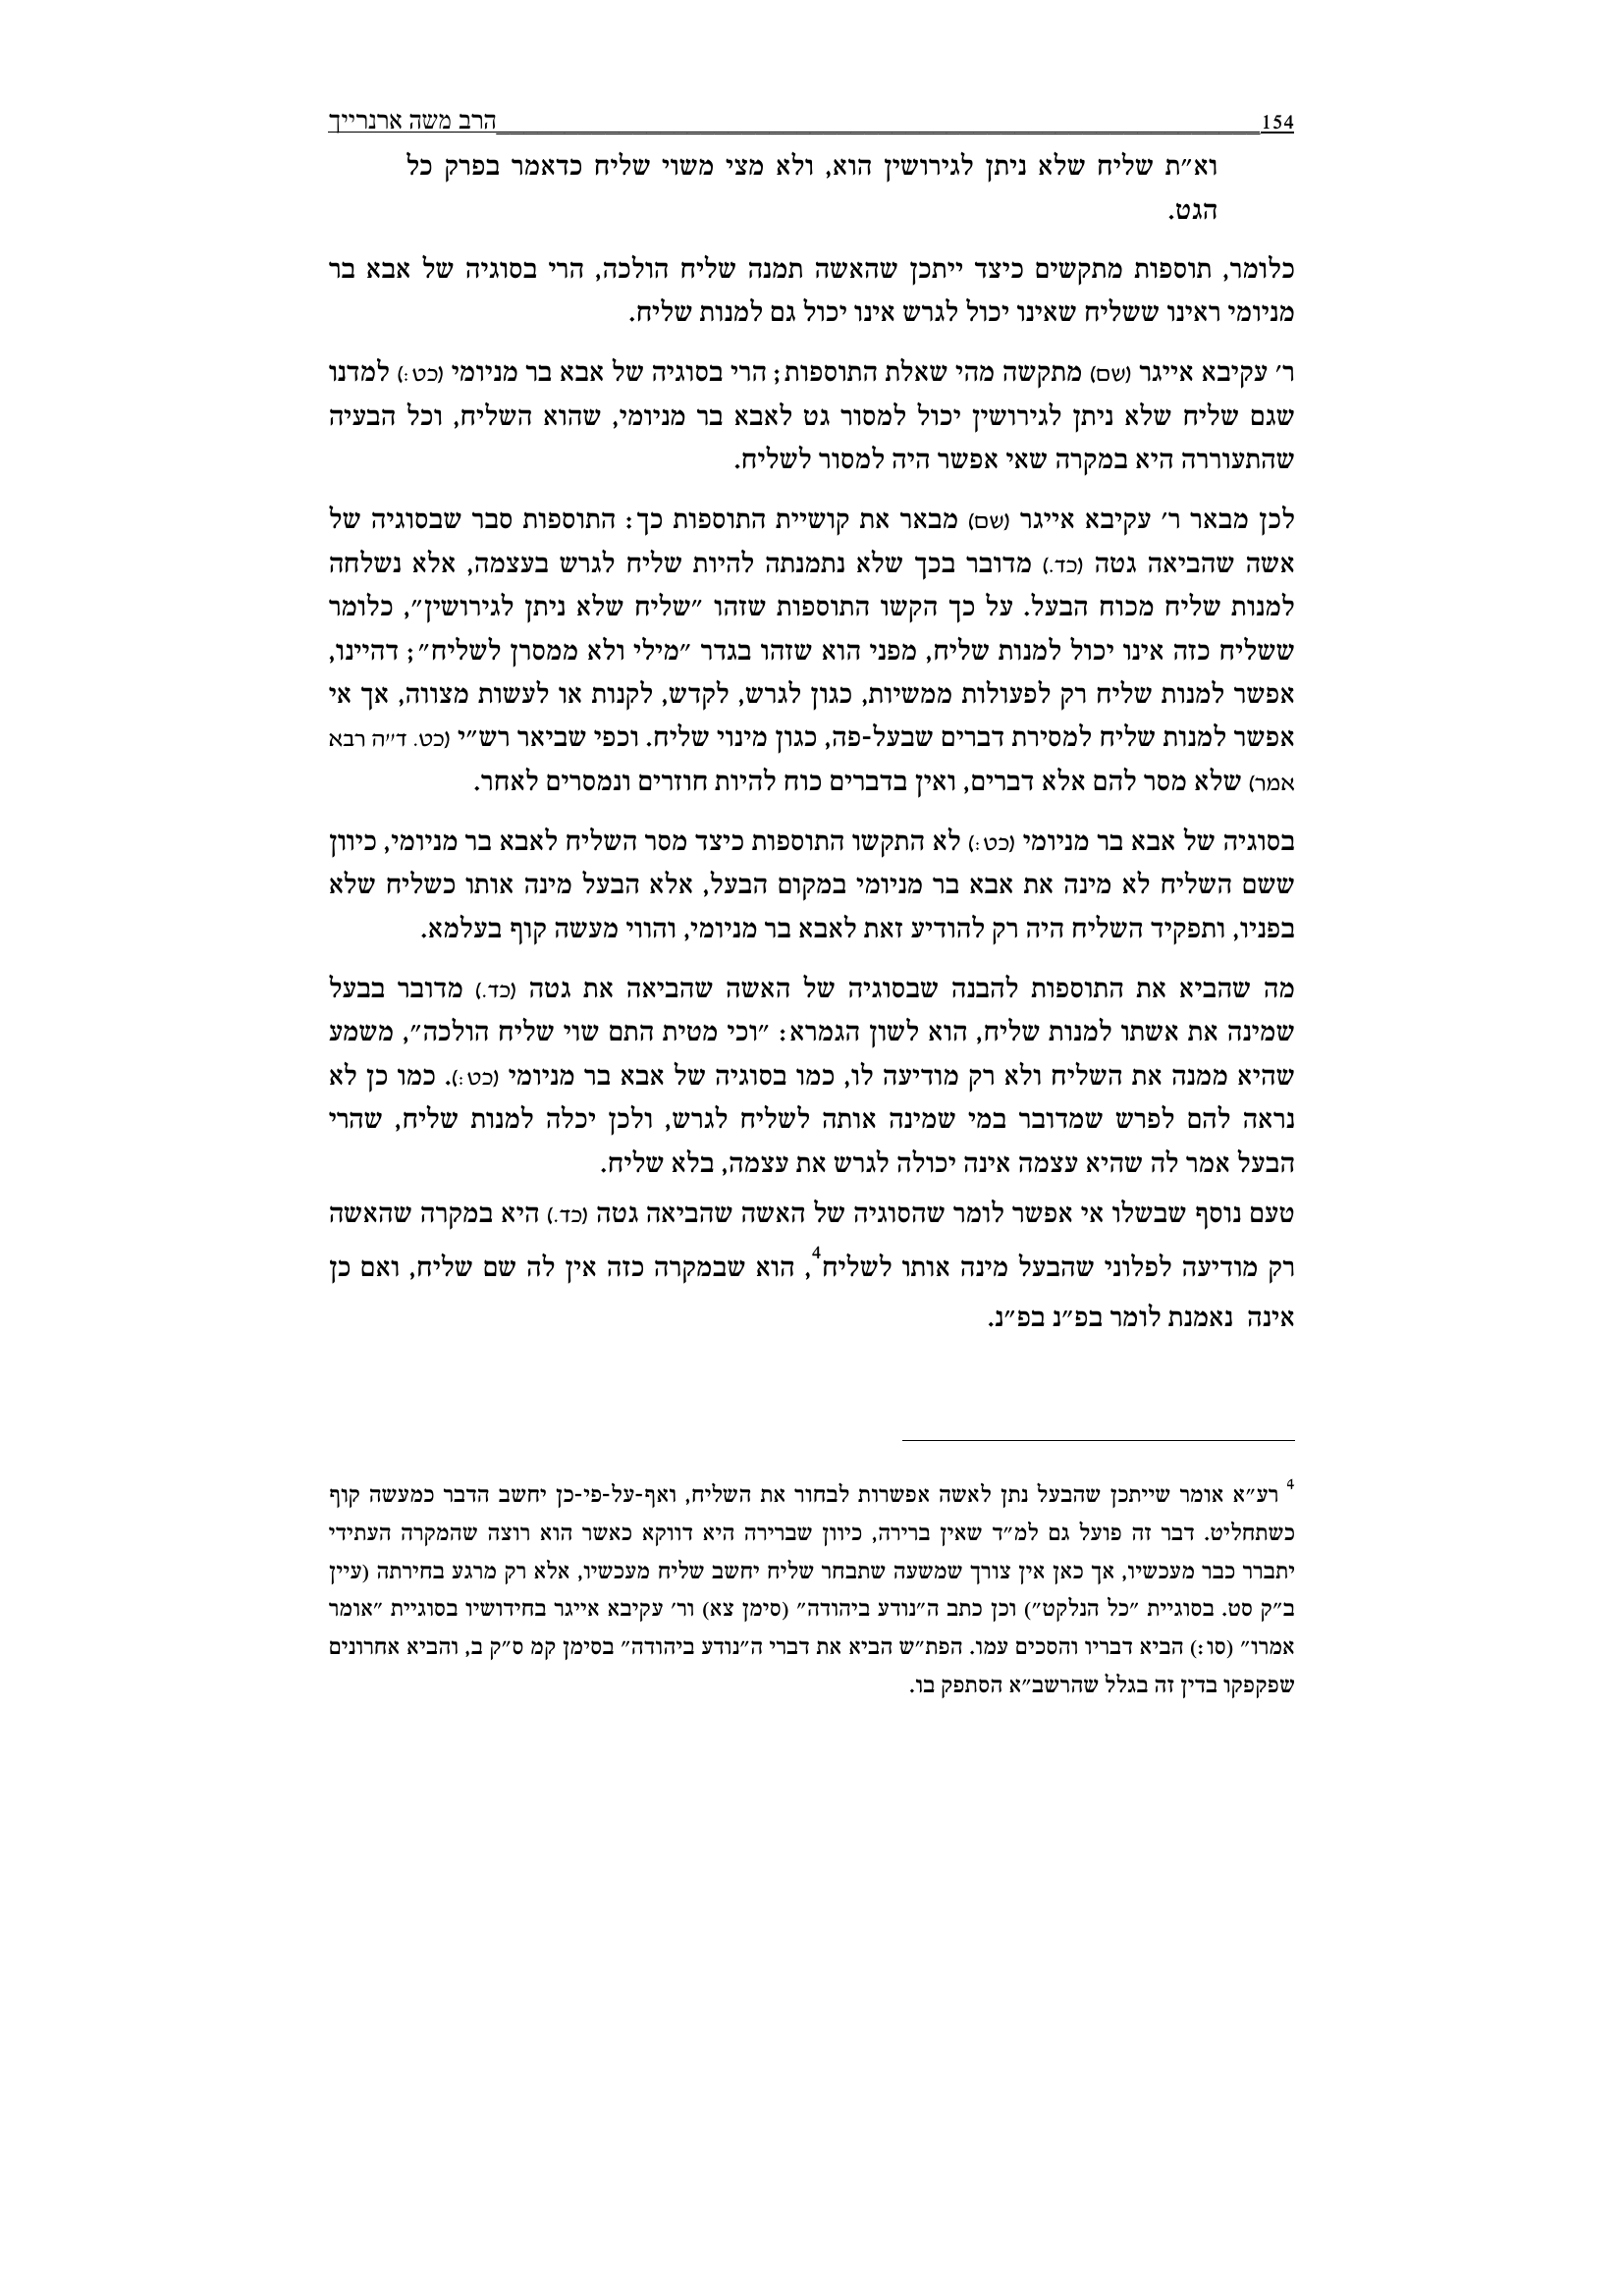 154 הרב משה ארנרייך
וא״ת שליח שלא ניתן לגירושין הוא, ולא מצי משוי שליח כדאמר בפרק כל
הגט.
כלומר, תוספות מתקשים כיצד ייתכן שהאשה תמנה שליח הולכה, הרי בסוגיה של אבא בר
מניומי ראינו ששליח שאינו יכול לגרש אינו יכול גם למנות שליח.
ר׳ עקיבא אייגר (שם) מתקשה מהי שאלת התוספות; הרי בסוגיה של אבא בר מניומי (כט:) למדנו
שגם שליח שלא ניתן לגירושין יכול למסור גט לאבא בר מניומי, שהוא השליח, וכל הבעיה
שהתעוררה היא במקרה שאי אפשר היה למסור לשליח.
לכן מבאר ר׳ עקיבא אייגר (שם) מבאר את קושיית התוספות כך: התוספות סבר שבסוגיה של
אשה שהביאה גטה (כד.) מדובר בכך שלא נתמנתה להיות שליח לגרש בעצמה, אלא נשלחה
למנות שליח מכוח הבעל. על כך הקשו התוספות שזהו ״שליח שלא ניתן לגירושין״, כלומר
ששליח כזה אינו יכול למנות שליח, מפני הוא שזהו בגדר ״מילי ולא ממסרן לשליח״; דהיינו,
אפשר למנות שליח רק לפעולות ממשיות, כגון לגרש, לקדש, לקנות או לעשות מצווה, אך אי
אפשר למנות שליח למסירת דברים שבעל-פה, כגון מינוי שליח. וכפי שביאר רש״י (כט. ד״ה רבא
אמר) שלא מסר להם אלא דברים, ואין בדברים כוח להיות חוזרים ונמסרים לאחר.
בסוגיה של אבא בר מניומי (כט:) לא התקשו התוספות כיצד מסר השליח לאבא בר מניומי, כיוון
ששם השליח לא מינה את אבא בר מניומי במקום הבעל, אלא הבעל מינה אותו כשליח שלא
בפניו, ותפקיד השליח היה רק להודיע זאת לאבא בר מניומי, והווי מעשה קוף בעלמא.
מה שהביא את התוספות להבנה שבסוגיה של האשה שהביאה את גטה (כד.) מדובר בבעל
שמינה את אשתו למנות שליח, הוא לשון הגמרא: ״וכי מטית התם שוי שליח הולכה״, משמע
שהיא ממנה את השליח ולא רק מודיעה לו, כמו בסוגיה של אבא בר מניומי (כט:). כמו כן לא
נראה להם לפרש שמדובר במי שמינה אותה לשליח לגרש, ולכן יכלה למנות שליח, שהרי
הבעל אמר לה שהיא עצמה אינה יכולה לגרש את עצמה, בלא שליח.
טעם נוסף שבשלו אי אפשר לומר שהסוגיה של האשה שהביאה גטה (כד.) היא במקרה שהאשה
רק מודיעה לפלוני שהבעל מינה אותו לשליח4, הוא שבמקרה כזה אין לה שם שליח, ואם כן
אינה נאמנת לומר בפ״נ בפ״נ.
4 רע״א אומר שייתכן שהבעל נתן לאשה אפשרות לבחור את השליח, ואף-על-פי-כן יחשב הדבר כמעשה קוף
כשתחליט. דבר זה פועל גם למ״ד שאין ברירה, כיוון שברירה היא דווקא כאשר הוא רוצה שהמקרה העתידי
יתברר כבר מעכשיו, אך כאן אין צורך שמשעה שתבחר שליח יחשב שליח מעכשיו, אלא רק מרגע בחירתה (עיין
ב״ק סט. בסוגיית ״כל הנלקט״) וכן כתב ה״נודע ביהודה״ (סימן צא) ור׳ עקיבא אייגר בחידושיו בסוגיית ״אומר
אמרו״ (סו:) הביא דבריו והסכים עמו. הפת״ש הביא את דברי ה״נודע ביהודה״ בסימן קמ ס״ק ב, והביא אחרונים
שפקפקו בדין זה בגלל שהרשב״א הסתפק בו.